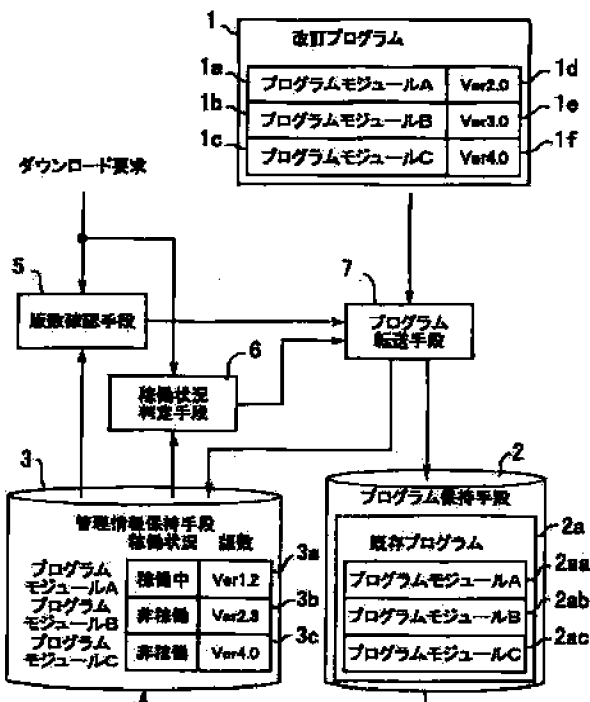 1
改訂プログラム
1a プログラムモジュールA Ver2.0 1d
1b プログラムモジュールB Ver3.0 1e
1c プログラムモジュールC Ver4.0 1f
ダウンロード要求
5
版数確認手段
7
プログラム
転送手段
6
稼働状況
判定手段
3
管理情報保持手段
稼働状況 版数
プログラム
モジュールA 稼働中 Ver1.2 3a
プログラム
モジュールB 非稼働 Ver2.3 3b
プログラム
モジュールC 非稼働 Ver4.0 3c
2
プログラム保持手段
2a
既存プログラム
プログラムモジュールA 2aa
プログラムモジュールB 2ab
プログラムモジュールC 2ac